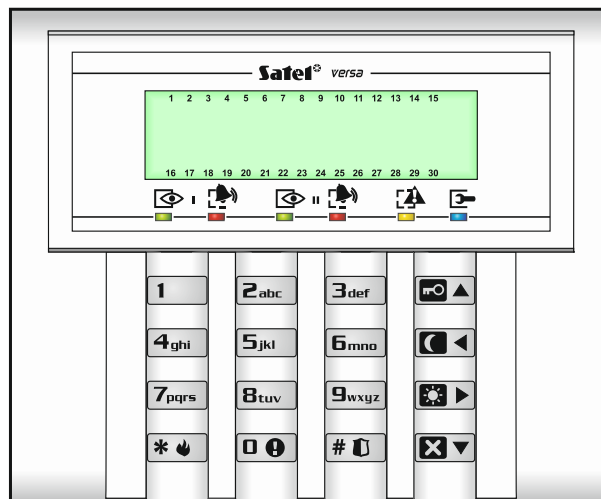 Satel versa
1 2 3 4 5 6 7 8 9 10 11 12 13 14 15
16 17 18 19 20 21 22 23 24 25 26 27 28 29 30
I II
1 2abc 3def
4ghi 5jkl 6mno
7pqrs 8tuv 9wxyz
* 0 #